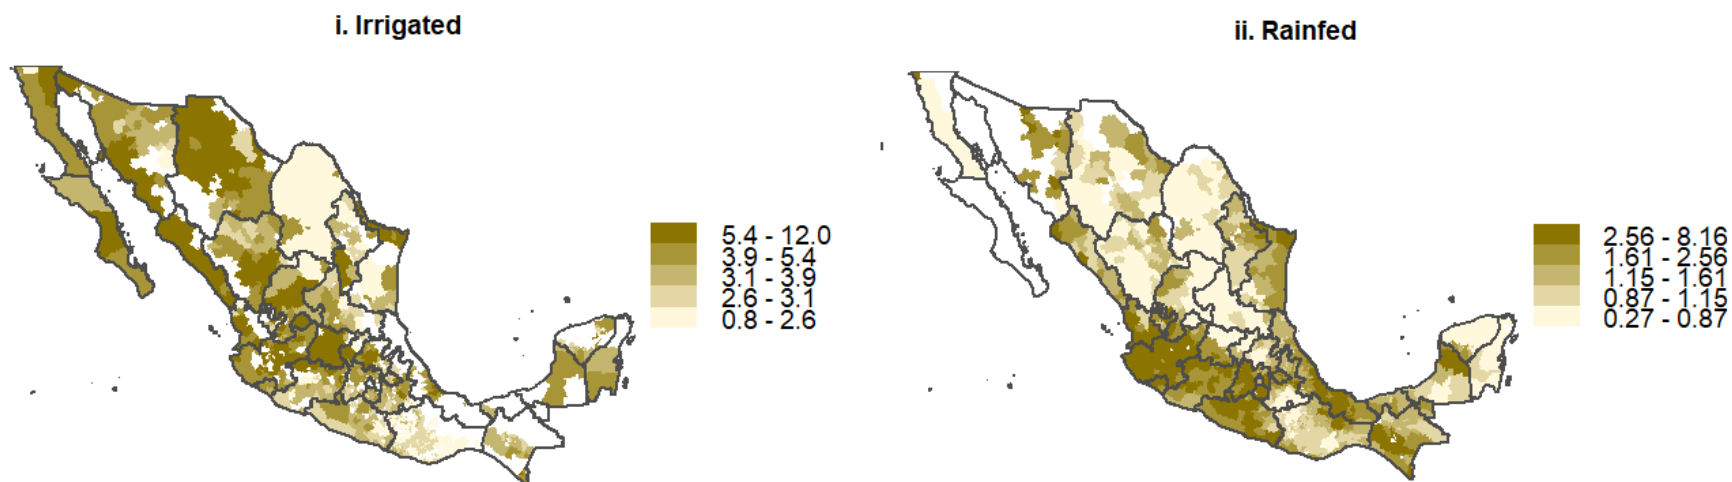 i. Irrigated
5.4 - 12.0
3.9 - 5.4
3.1 - 3.9
2.6 - 3.1
0.8 - 2.6
ii. Rainfed
2.56 - 8.16
1.61 - 2.56
1.15 - 1.61
0.87 - 1.15
0.27 - 0.87